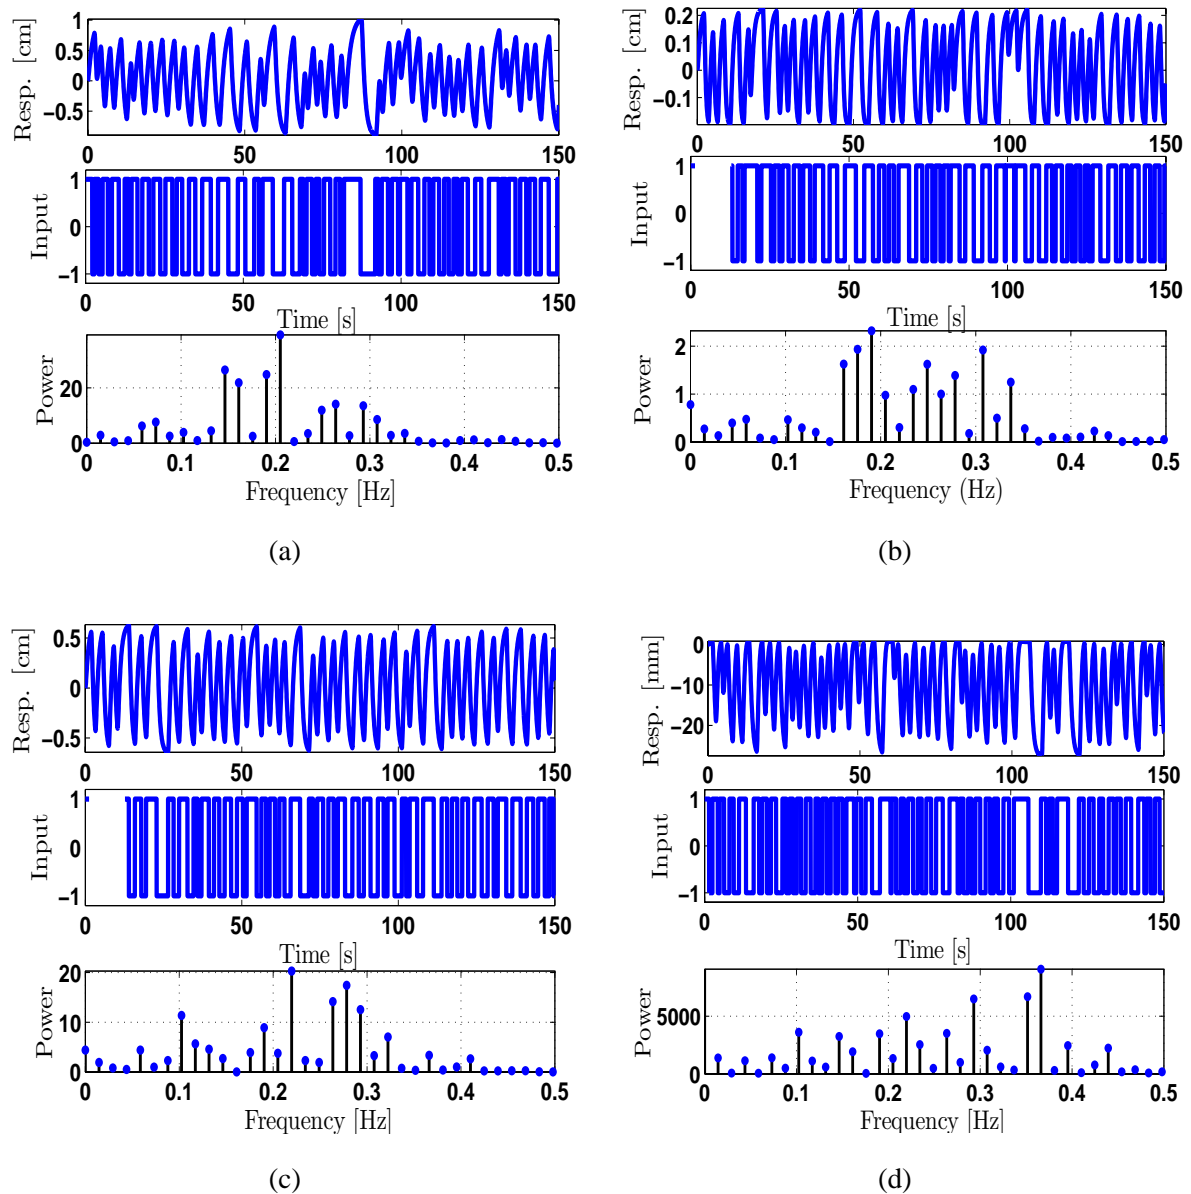 1
0.5
0
−0.5
Resp. [cm]
0 50 100 150
1
0
−1
Input
0 50 100 150
Time [s]
20
0
Power
0 0.1 0.2 0.3 0.4 0.5
Frequency [Hz]
(a)
0.2
0.1
0
−0.1
Resp. [cm]
0 50 100 150
1
0
−1
Input
0 50 100 150
Time [s]
2
1
0
Power
0 0.1 0.2 0.3 0.4 0.5
Frequency (Hz)
(b)
0.5
0
−0.5
Resp. [cm]
0 50 100 150
1
0
−1
Input
0 50 100 150
Time [s]
20
10
0
Power
0 0.1 0.2 0.3 0.4 0.5
Frequency [Hz]
(c)
0
−10
−20
Resp. [mm]
0 50 100 150
1
0
−1
Input
0 50 100 150
Time [s]
5000
0
Power
0 0.1 0.2 0.3 0.4 0.5
Frequency [Hz]
(d)